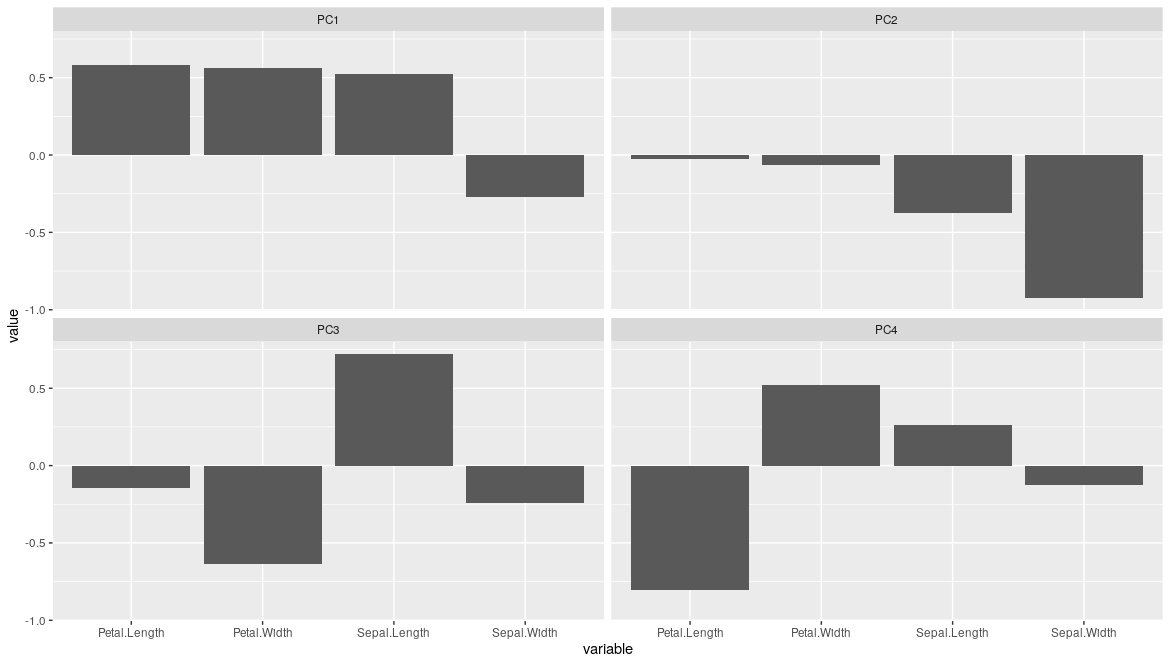 PC1
PC2
0.5
0.0
-0.5
-1.0
PC3
PC4
value
0.5
0.0
-0.5
-1.0
Petal.Length
Petal.Width
Sepal.Length
Sepal.Width
Petal.Length
Petal.Width
Sepal.Length
Sepal.Width
variable